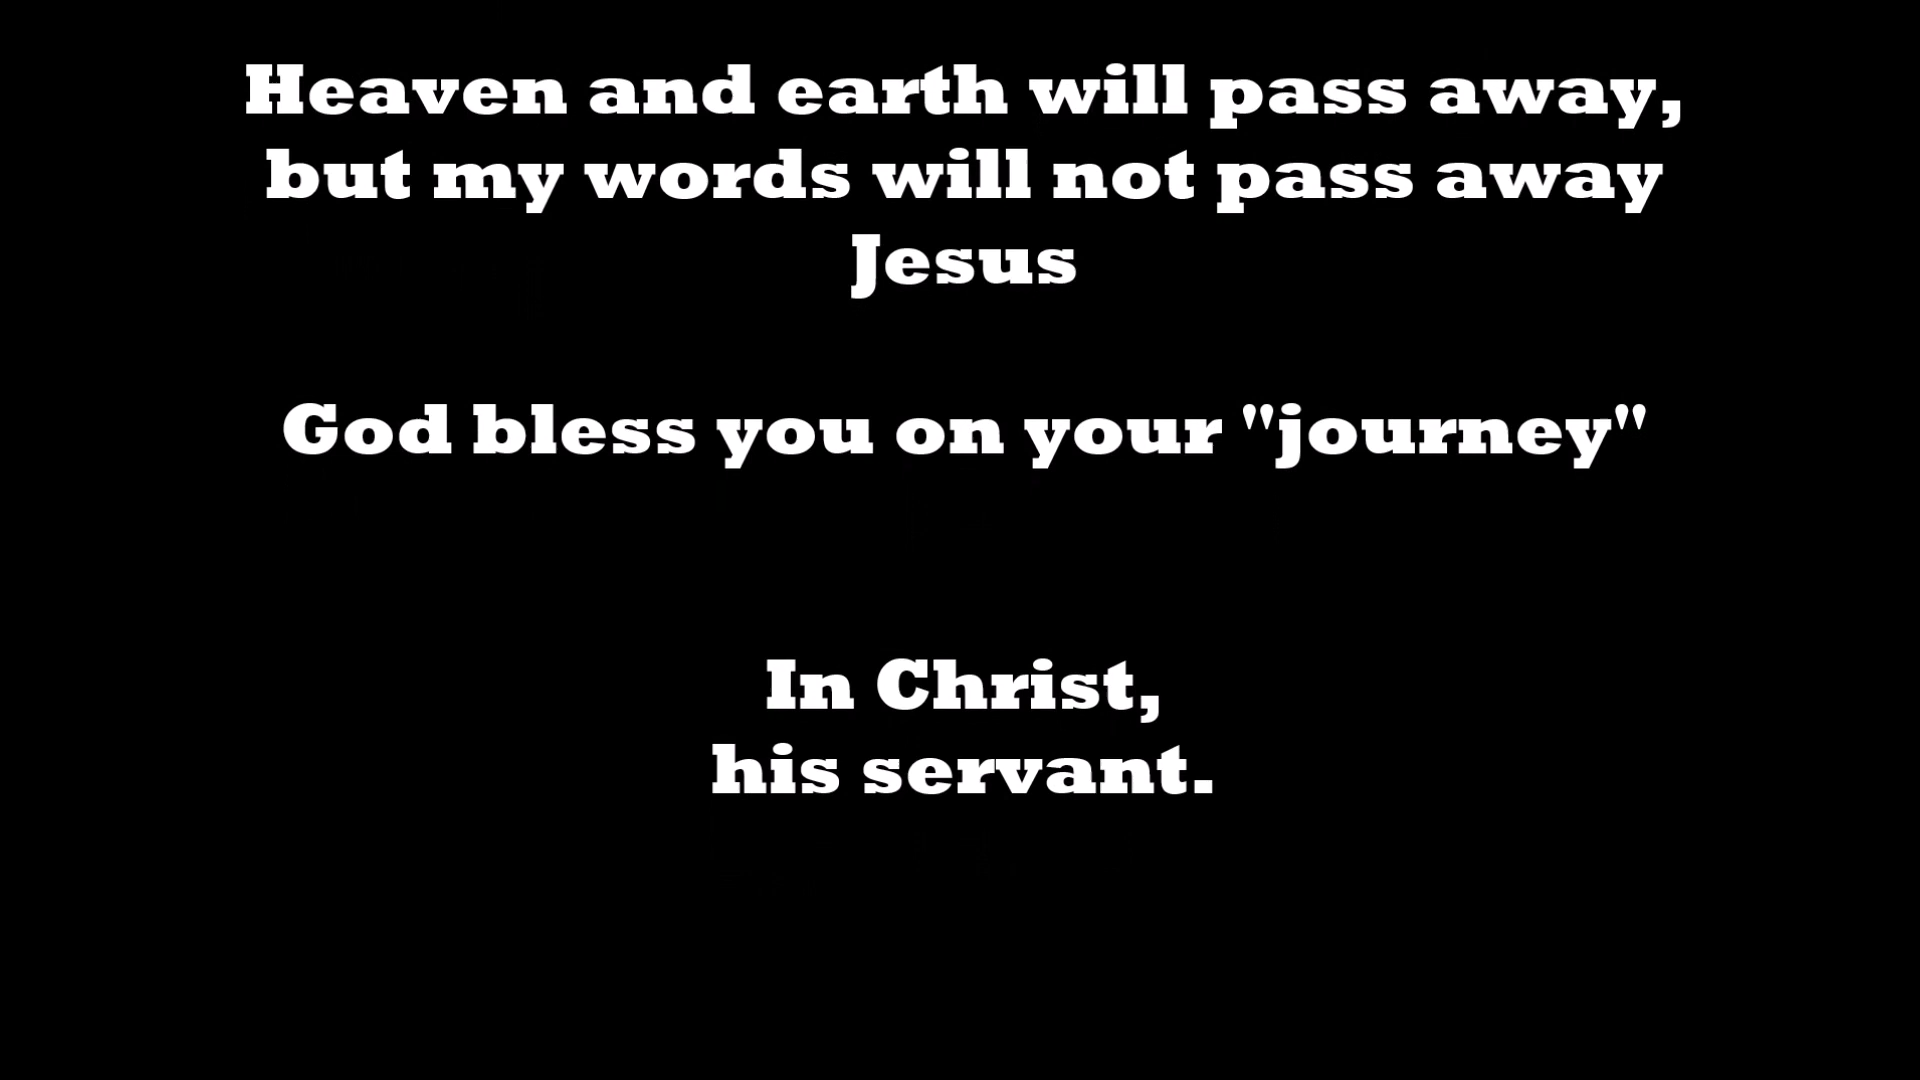 Heaven and earth will pass away,
but my words will not pass away
Jesus
God bless you on your "journey"
In Christ,
his servant.